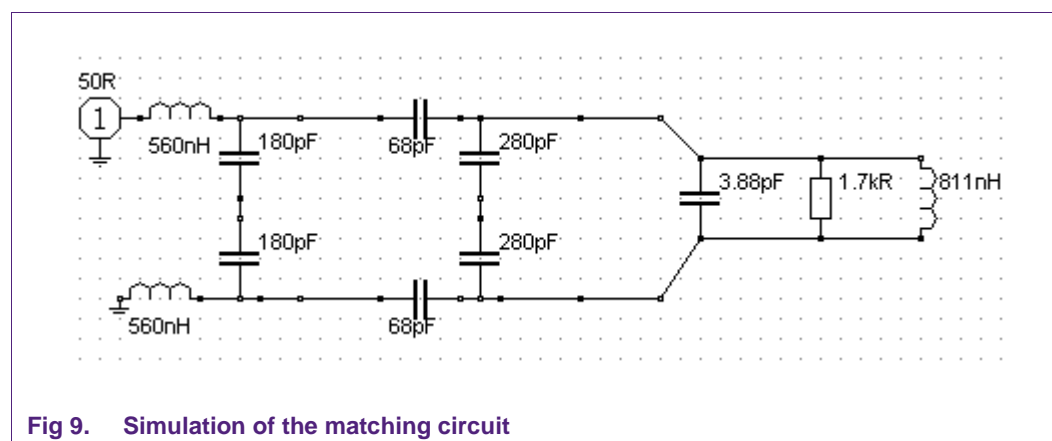 50R
1
560nH
180pF
68pF
280pF
3.88pF
1.7kR
811nH
180pF
280pF
560nH
68pF
Fig 9. Simulation of the matching circuit